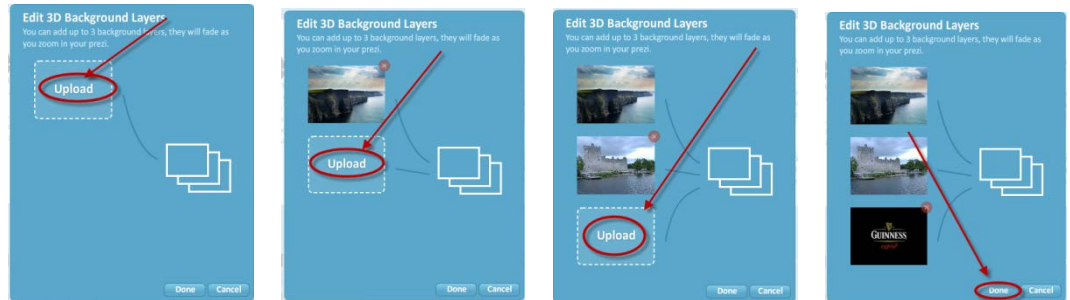 Edit 3D Background Layers
You can add up to 3 background layers, they will fade as
you zoom in your prezi.
Upload
Done Cancel
Edit 3D Background Layers
You can add up to 3 background layers, they will fade as
you zoom in your prezi.
Upload
Done Cancel
Edit 3D Background Layers
You can add up to 3 background layers, they will fade as
you zoom in your prezi.
Upload
Done Cancel
Edit 3D Background Layers
You can add up to 3 background layers, they will fade as
you zoom in your prezi.
GUINNESS
Done Cancel